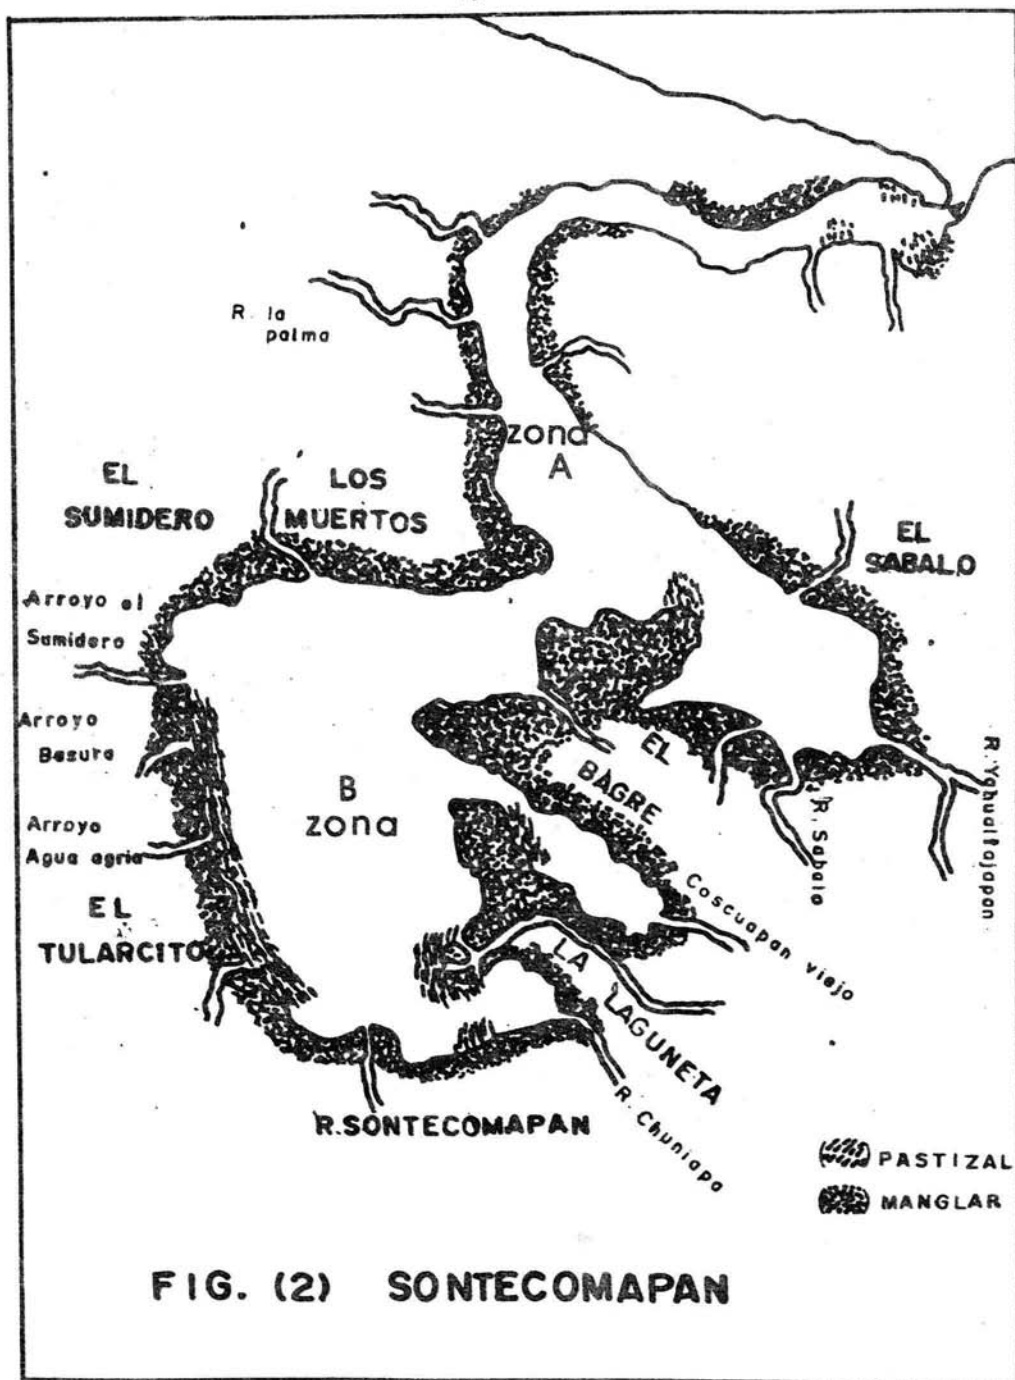 R. la
palma
zona
A
EL
SUMIDERO
LOS
MUERTOS
EL
SABALO
Arroyo el
Sumidero
Arroyo
Basura
Arroyo
Agua agria
EL
TULARCITO
B
zona
EL
BAGRE
R. Sabalo
R. Yohualtajapan
Coscuapan viejo
LA
LAGUNETA
R. Chuniapa
R.SONTECOMAPAN
PASTIZAL
MANGLAR
FIG. (2) SONTECOMAPAN